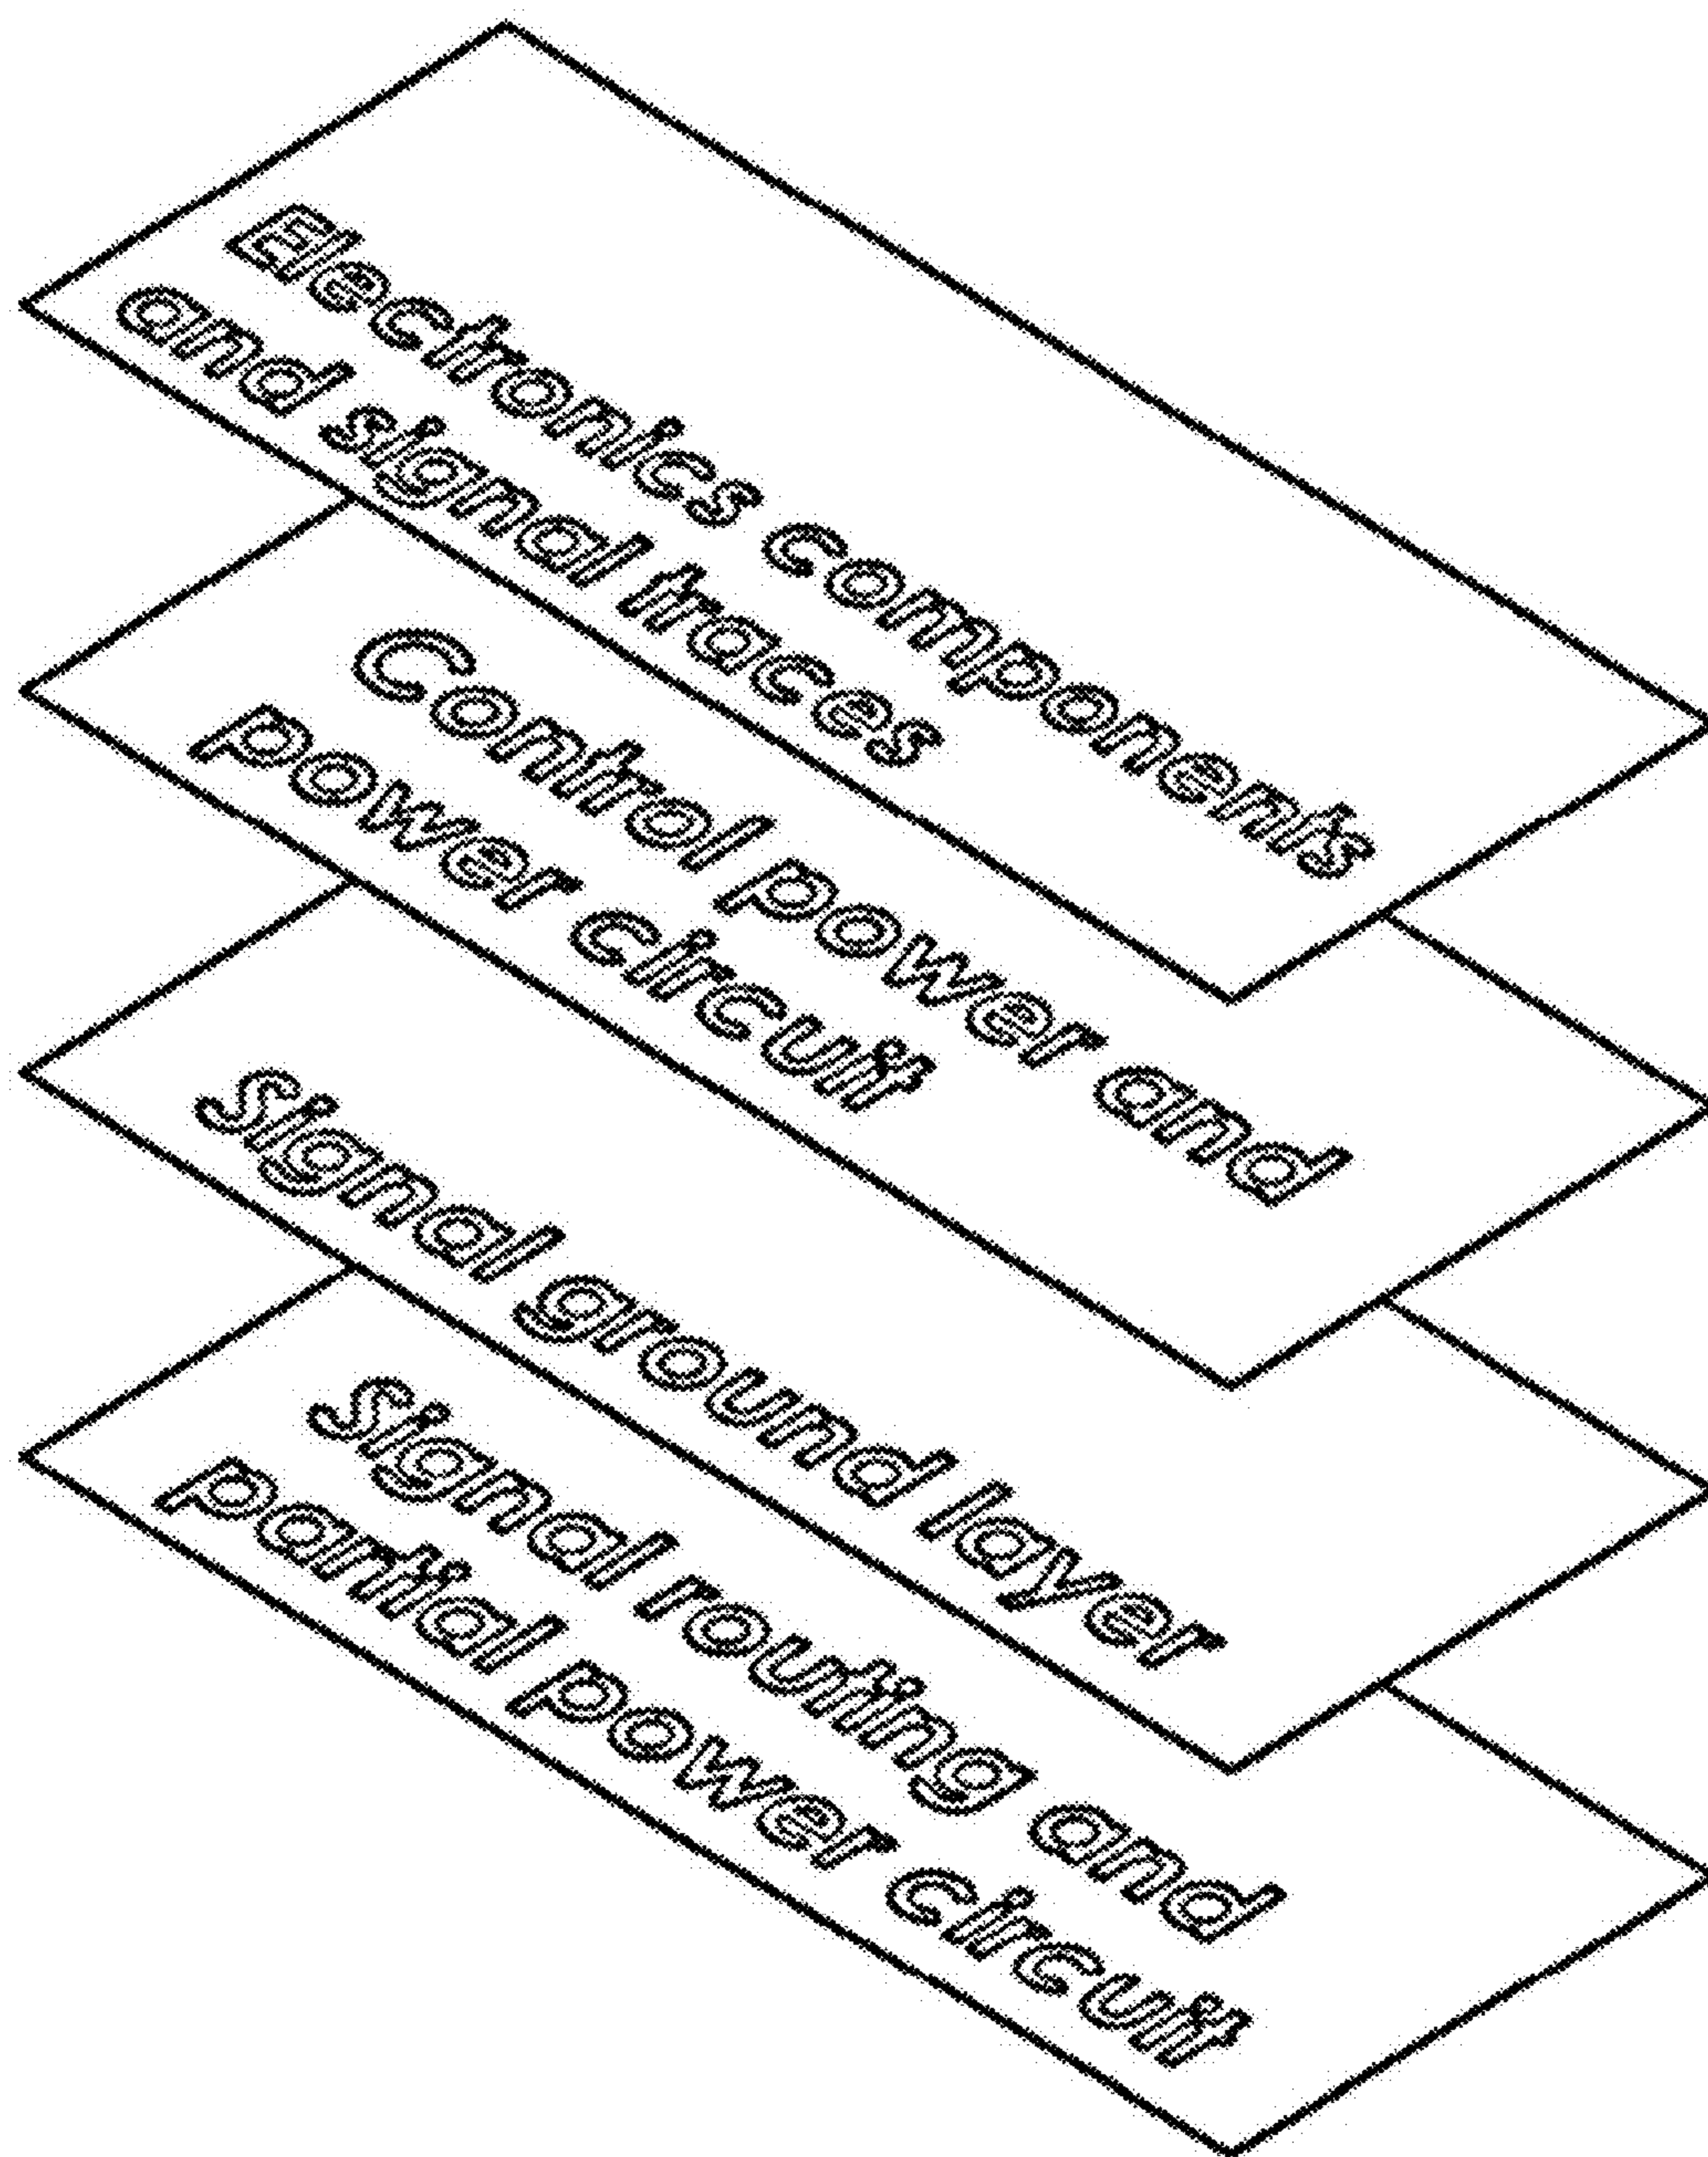 Electronics components
and signal traces
Control power and
power circuit
Signal ground layer
Signal routing and
partial power circuit